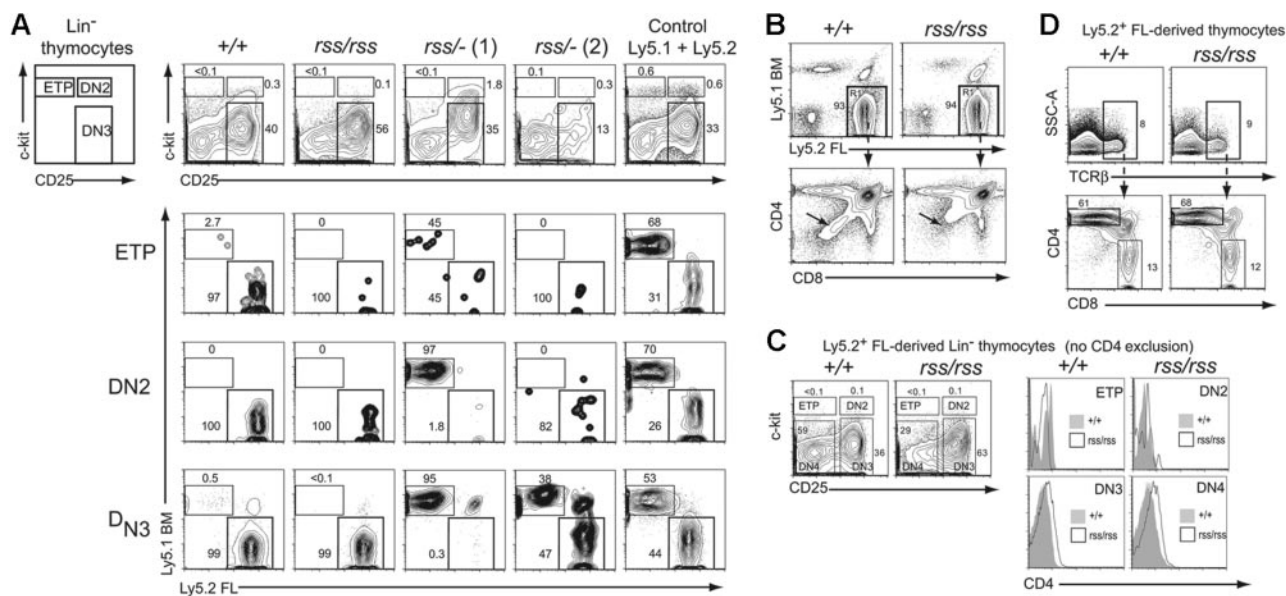 A
Lin⁻
thymocytes
c-kit
ETP
DN2
DN3
CD25
+/+
rss/rss
rss/- (1)
rss/- (2)
Control
Ly5.1 + Ly5.2
c-kit
<0.1
0.3
40
<0.1
0.1
56
<0.1
1.8
35
0.1
0.3
13
0.6
0.6
33
CD25
ETP
2.7
97
0
100
45
45
0
100
68
31
DN2
0
100
0
100
97
1.8
0
82
70
26
DN3
0.5
99
<0.1
99
95
0.3
38
47
53
44
Ly5.1 BM
Ly5.2 FL
B
+/+
rss/rss
Ly5.1 BM
93
R1
94
R1
Ly5.2 FL
CD4
CD8
C
Ly5.2⁺ FL-derived Lin⁻ thymocytes (no CD4 exclusion)
+/+
rss/rss
<0.1
0.1
ETP
DN2
59
36
DN4
DN3
<0.1
0.1
ETP
DN2
29
63
DN4
DN3
c-kit
CD25
+/+
rss/rss
ETP
+/+
rss/rss
DN2
+/+
rss/rss
DN3
+/+
rss/rss
DN4
+/+
rss/rss
CD4
D
Ly5.2⁺ FL-derived thymocytes
+/+
rss/rss
SSC-A
8
9
TCRβ
61
13
68
12
CD4
CD8